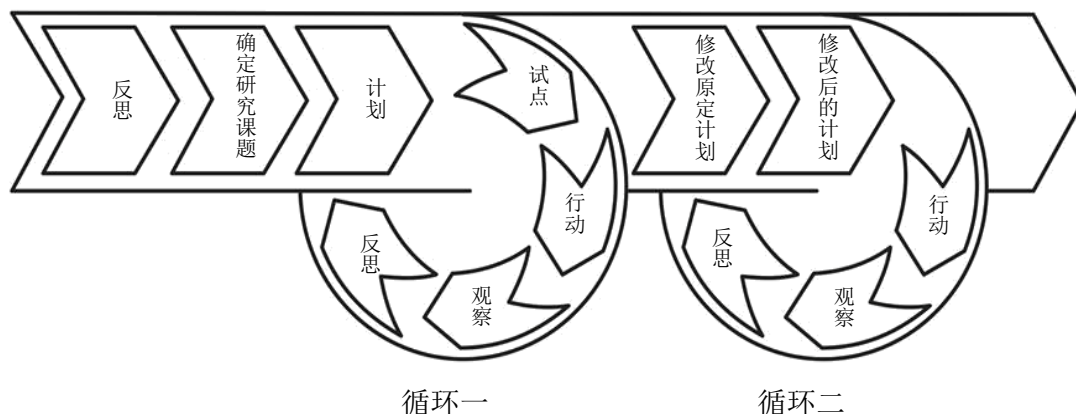 反思
确定研究课题
计划
试点
行动
观察
反思
修改原定计划
修改后的计划
行动
观察
反思
循环一
循环二